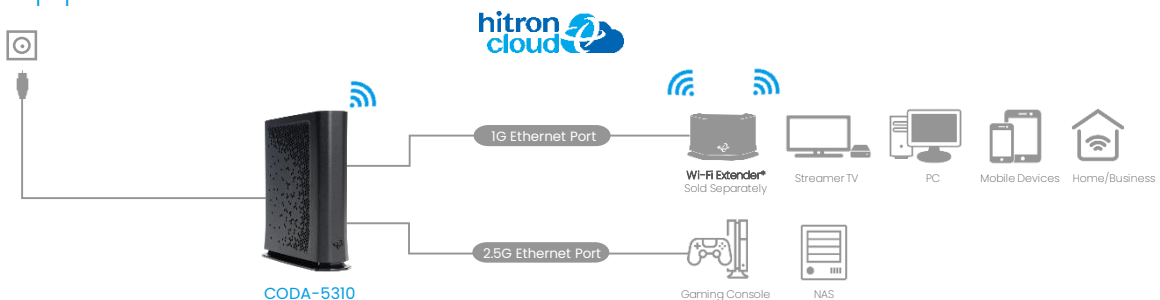 hitron
cloud
1G Ethernet Port
Wi-Fi Extender*
Sold Separately
Streamer TV
PC
Mobile Devices
Home/Business
2.5G Ethernet Port
CODA-5310
Gaming Console
NAS